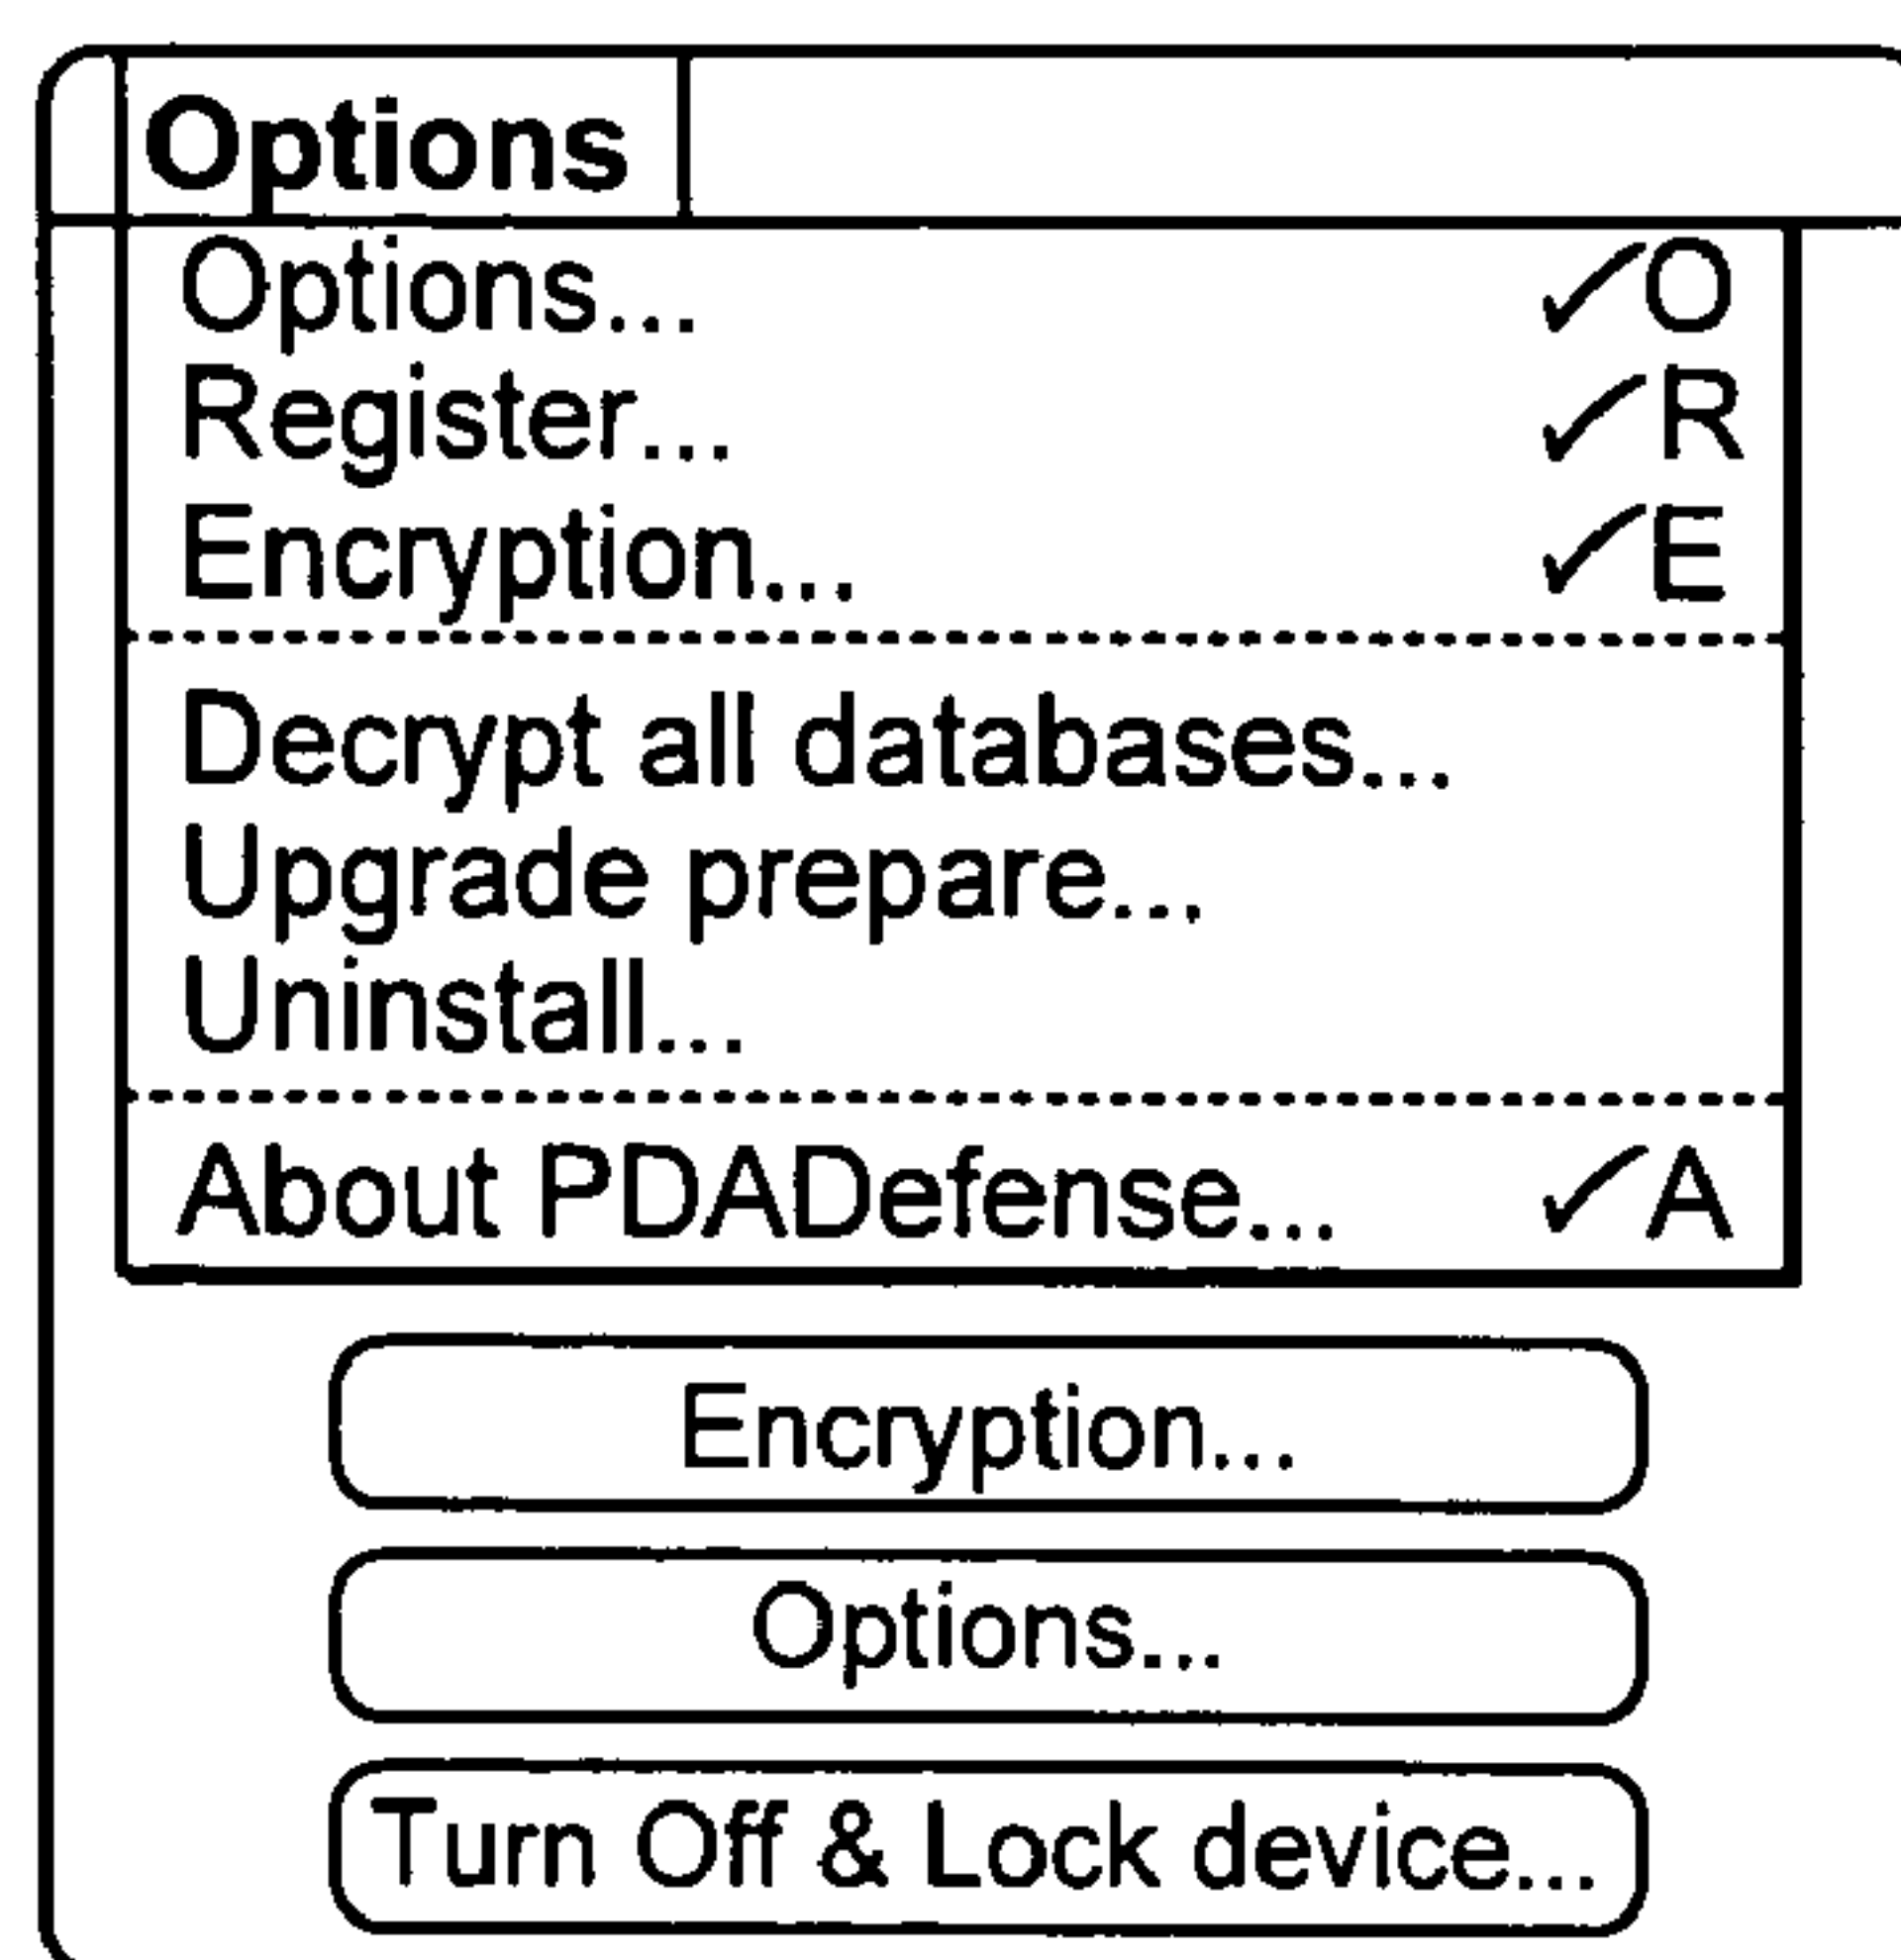 Options
Options... ✓O
Register... ✓R
Encryption... ✓E
Decrypt all databases...
Upgrade prepare...
Uninstall...
About PDADefense... ✓A
Encryption...
Options...
Turn Off & Lock device...